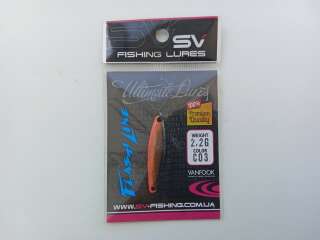 SV
FISHING LURES
Ultimate Lures
100%
Premium
Quality
FLASH LINE
WEIGHT
2.2G
COLOR
C03
VANFOOK
WWW.SV-FISHING.COM.UA